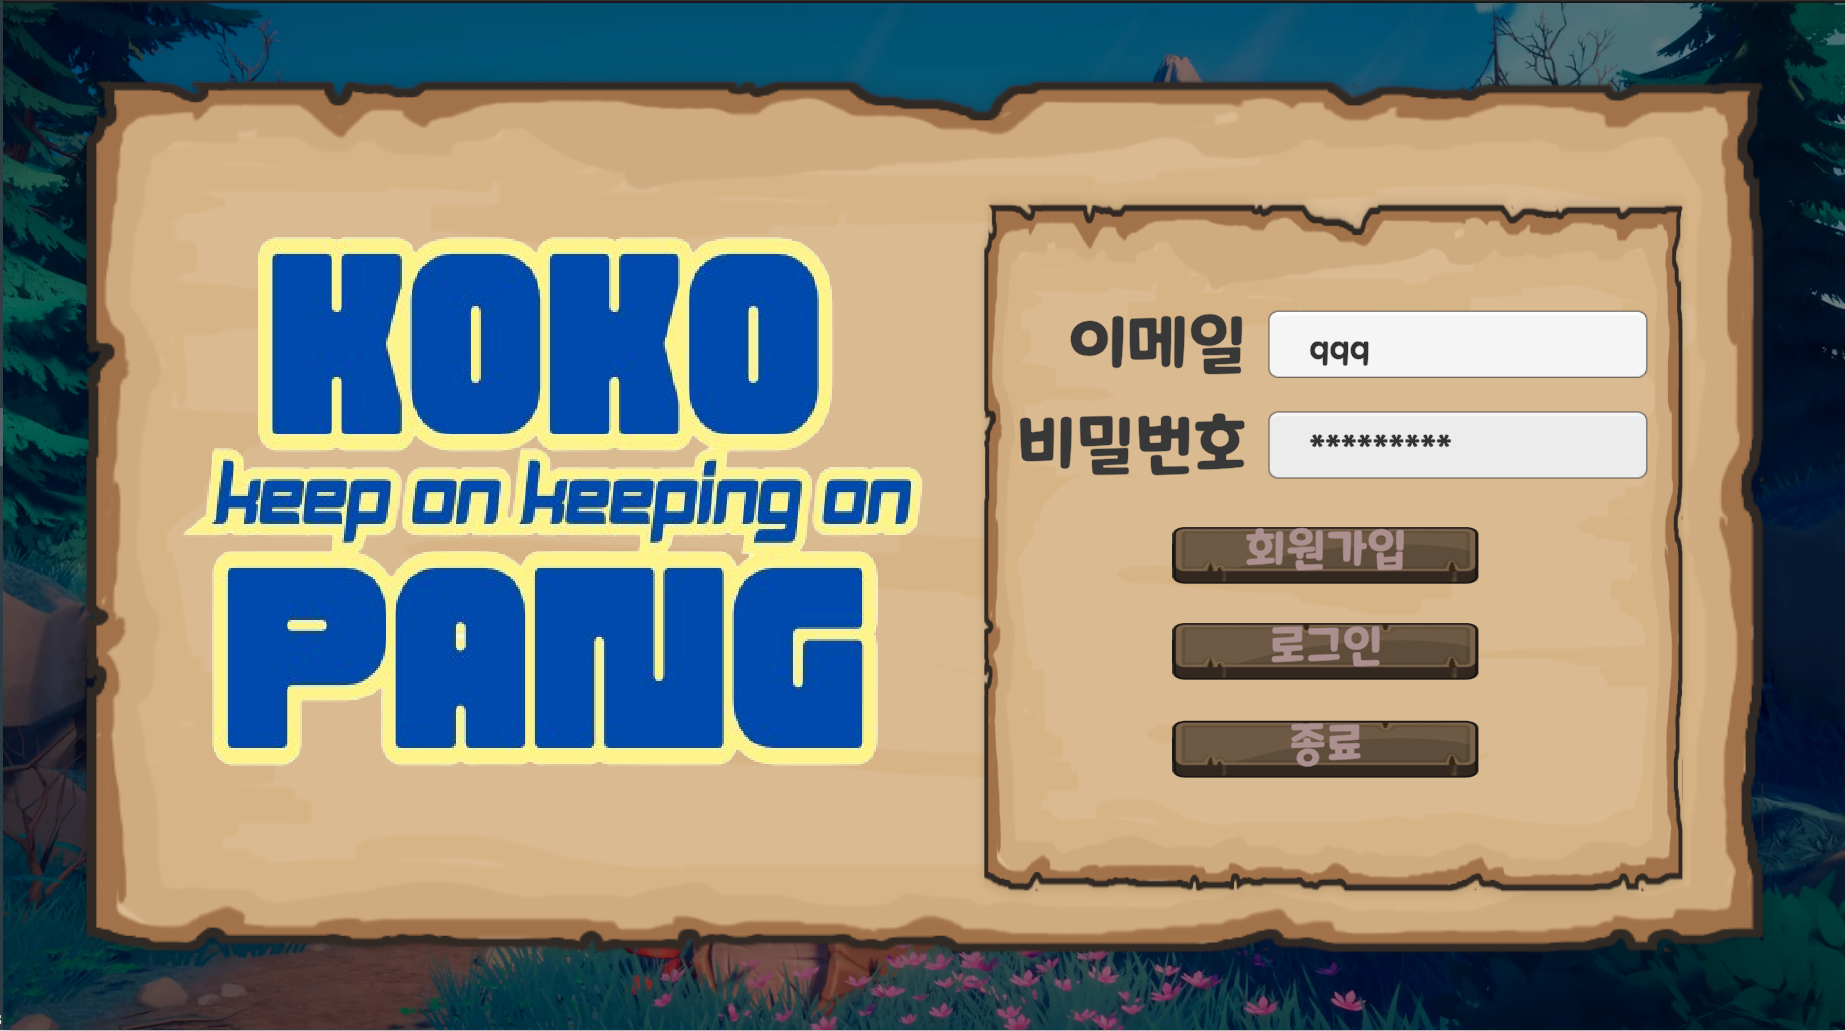 KOKO
keep on keeping on
PANG
이메일 qqq
비밀번호 *********
회원가입
로그인
종료